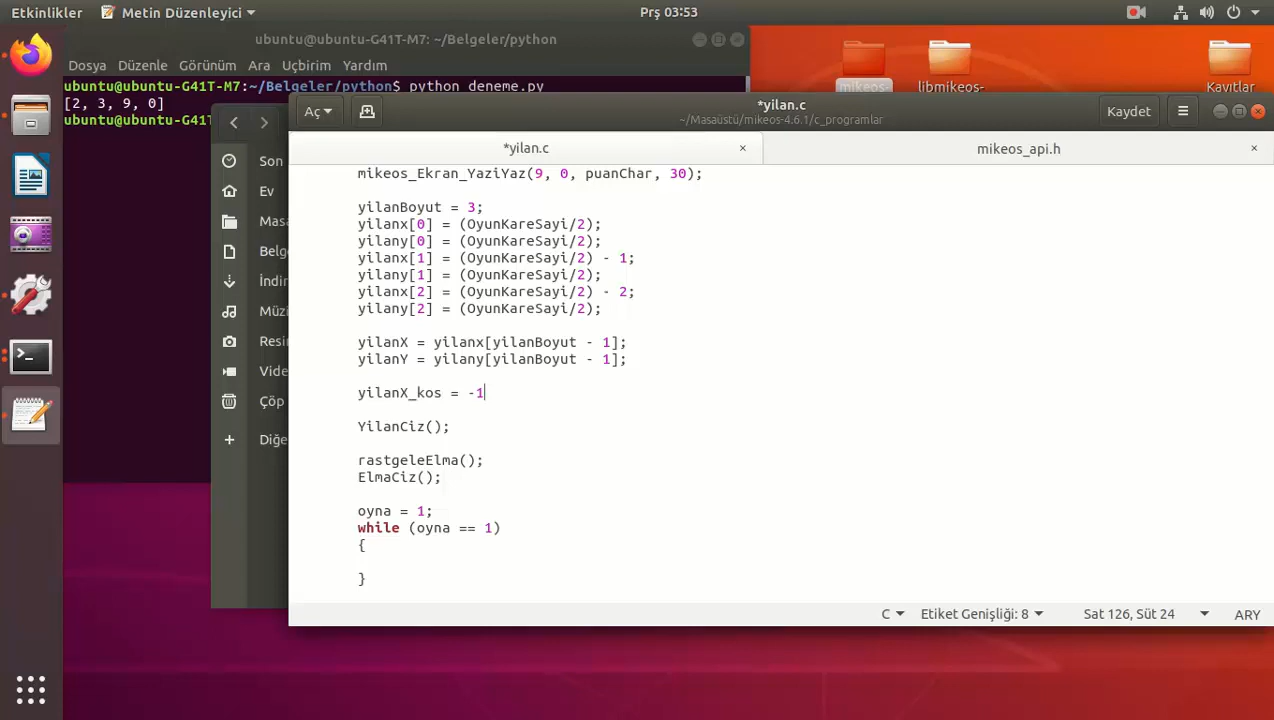 Etkinlikler
Metin Düzenleyici
Prş 03:53
ubuntu@ubuntu-G41T-M7: ~/Belgeler/python
Dosya Düzenle Görünüm Ara Uçbirim Yardım
ubuntu@ubuntu-G41T-M7:~/Belgeler/python$ python deneme.py
[2, 3, 9, 0]
ubuntu@ubuntu-G41T
mikeos-
libmikeos-
Kayıtlar
Aç
*yilan.c
~/Masaüstü/mikeos-4.6.1/c_programlar
Kaydet
*yilan.c
mikeos_api.h
Son
Ev
Masa
Belg
İndir
Müzi
Resi
Vide
Çöp
Diğe
mikeos_Ekran_YaziYaz(9, 0, puanChar, 30);
yilanBoyut = 3;
yilanx[0] = (OyunKareSayi/2);
yilany[0] = (OyunKareSayi/2);
yilanx[1] = (OyunKareSayi/2) - 1;
yilany[1] = (OyunKareSayi/2);
yilanx[2] = (OyunKareSayi/2) - 2;
yilany[2] = (OyunKareSayi/2);
yilanX = yilanx[yilanBoyut - 1];
yilanY = yilany[yilanBoyut - 1];
yilanX_kos = -1
YilanCiz();
rastgeleElma();
ElmaCiz();
oyna = 1;
while (oyna == 1)
{
}
C
Etiket Genişliği: 8
Sat 126, Süt 24
ARY